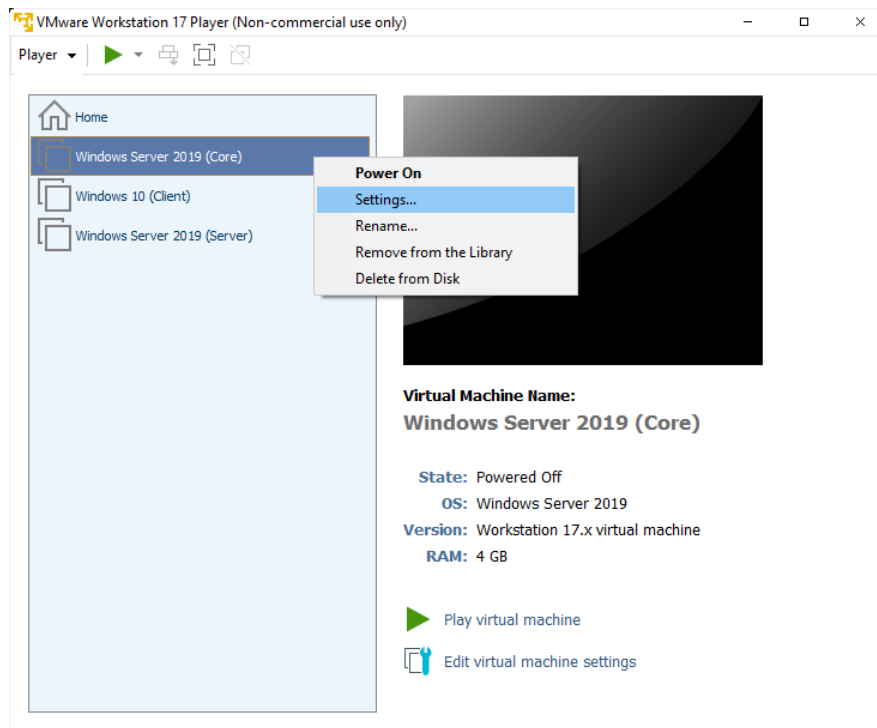 VMware Workstation 17 Player (Non-commercial use only)
Player
Home
Windows Server 2019 (Core)
Windows 10 (Client)
Windows Server 2019 (Server)
Power On
Settings...
Rename...
Remove from the Library
Delete from Disk
Virtual Machine Name:
Windows Server 2019 (Core)
State: Powered Off
OS: Windows Server 2019
Version: Workstation 17.x virtual machine
RAM: 4 GB
Play virtual machine
Edit virtual machine settings